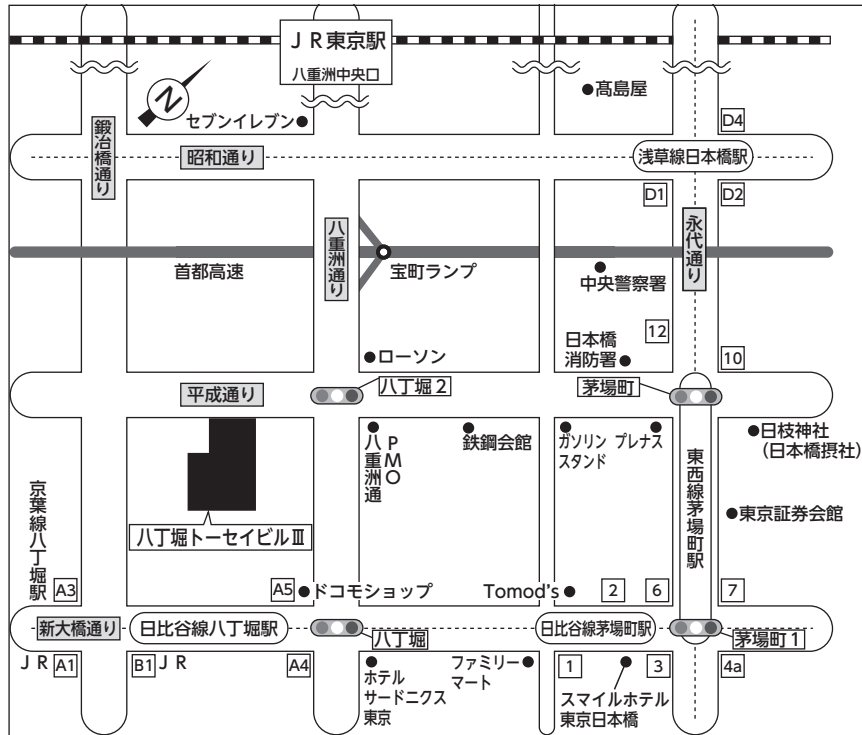 JR東京駅
八重洲中央口
N
セブンイレブン
髙島屋
鍛冶橋通り
昭和通り
浅草線日本橋駅
D4
D1
D2
八重洲通り
永代通り
首都高速
宝町ランプ
中央警察署
12
日本橋
消防署
10
ローソン
平成通り
八丁堀2
茅場町
八重洲通
PMO
鉄鋼会館
ガソリン
スタンド
プレナス
日枝神社
(日本橋摂社)
東西線茅場町駅
東京証券会館
京葉線八丁堀駅
八丁堀トーセイビルⅢ
A3
A5
ドコモショップ
Tomod's
2
6
7
新大橋通り
日比谷線八丁堀駅
八丁堀
日比谷線茅場町駅
茅場町1
JR
A1
B1
JR
A4
ホテル
サードニクス
東京
ファミリー
マート
1
3
4a
スマイルホテル
東京日本橋